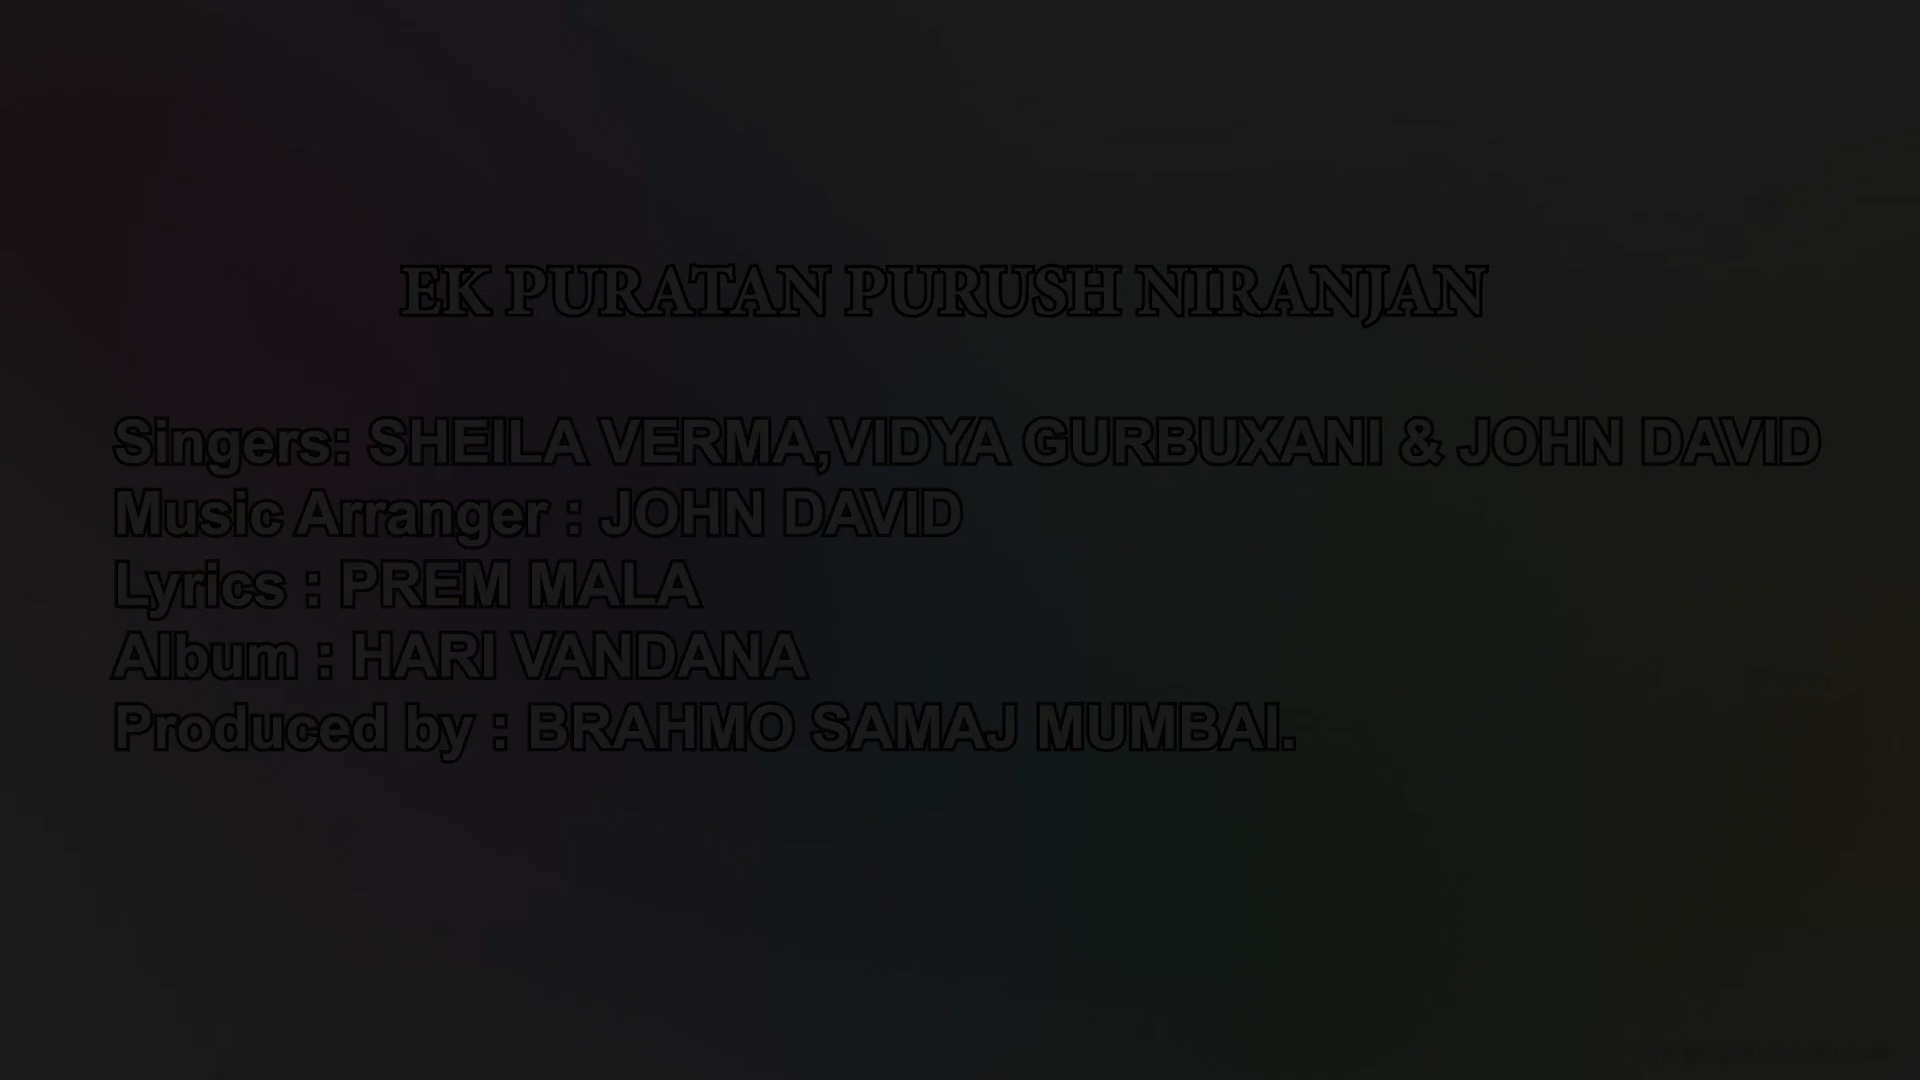 EK PURATAN PURUSH NIRANJAN
Singers: SHEILA VERMA,VIDYA GURBUXANI & JOHN DAVID
Music Arranger : JOHN DAVID
Lyrics : PREM MALA
Album : HARI VANDANA
Produced by : BRAHMO SAMAJ MUMBAI.